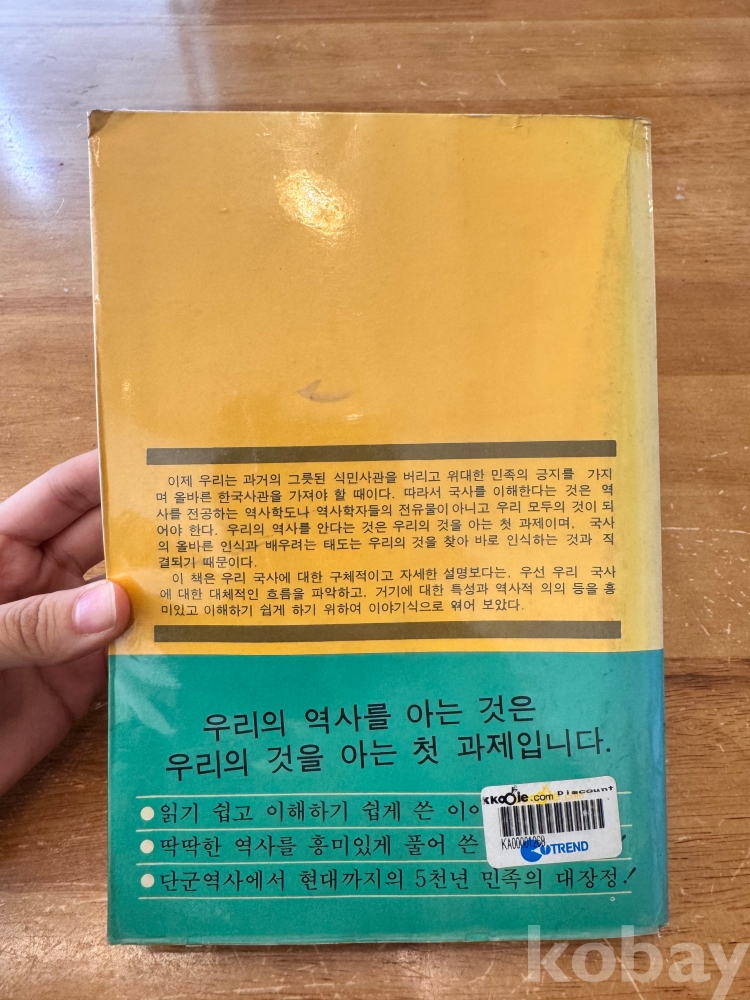 이제 우리는 과거의 그릇된 식민사관을 버리고 위대한 민족의 긍지를 가지
며 올바른 한국사관을 가져야 할 때이다. 따라서 국사를 이해한다는 것은 역
사를 전공하는 역사학도나 역사학자들의 전유물이 아니고 우리 모두의 것이 되
어야 한다. 우리의 역사를 안다는 것은 우리의 것을 아는 첫 과제이며, 국사
의 올바른 인식과 배우려는 태도는 우리의 것을 찾아 바로 인식하는 것과 직
결되기 때문이다.
이 책은 우리 국사에 대한 구체적이고 자세한 설명보다는, 우선 우리 국사
에 대한 대체적인 흐름을 파악하고, 거기에 대한 특성과 역사적 의의 등을 흥
미있고 이해하기 쉽게 하기 위하여 이야기식으로 엮어 보았다.
우리의 역사를 아는 것은
우리의 것을 아는 첫 과제입니다.
●읽기 쉽고 이해하기 쉽게 쓴
.com Discount
●딱딱한 역사를 흥미있게 풀어 쓴
TREND
●단군역사에서 현대까지의 5천년 민족의 대장정!
kobay